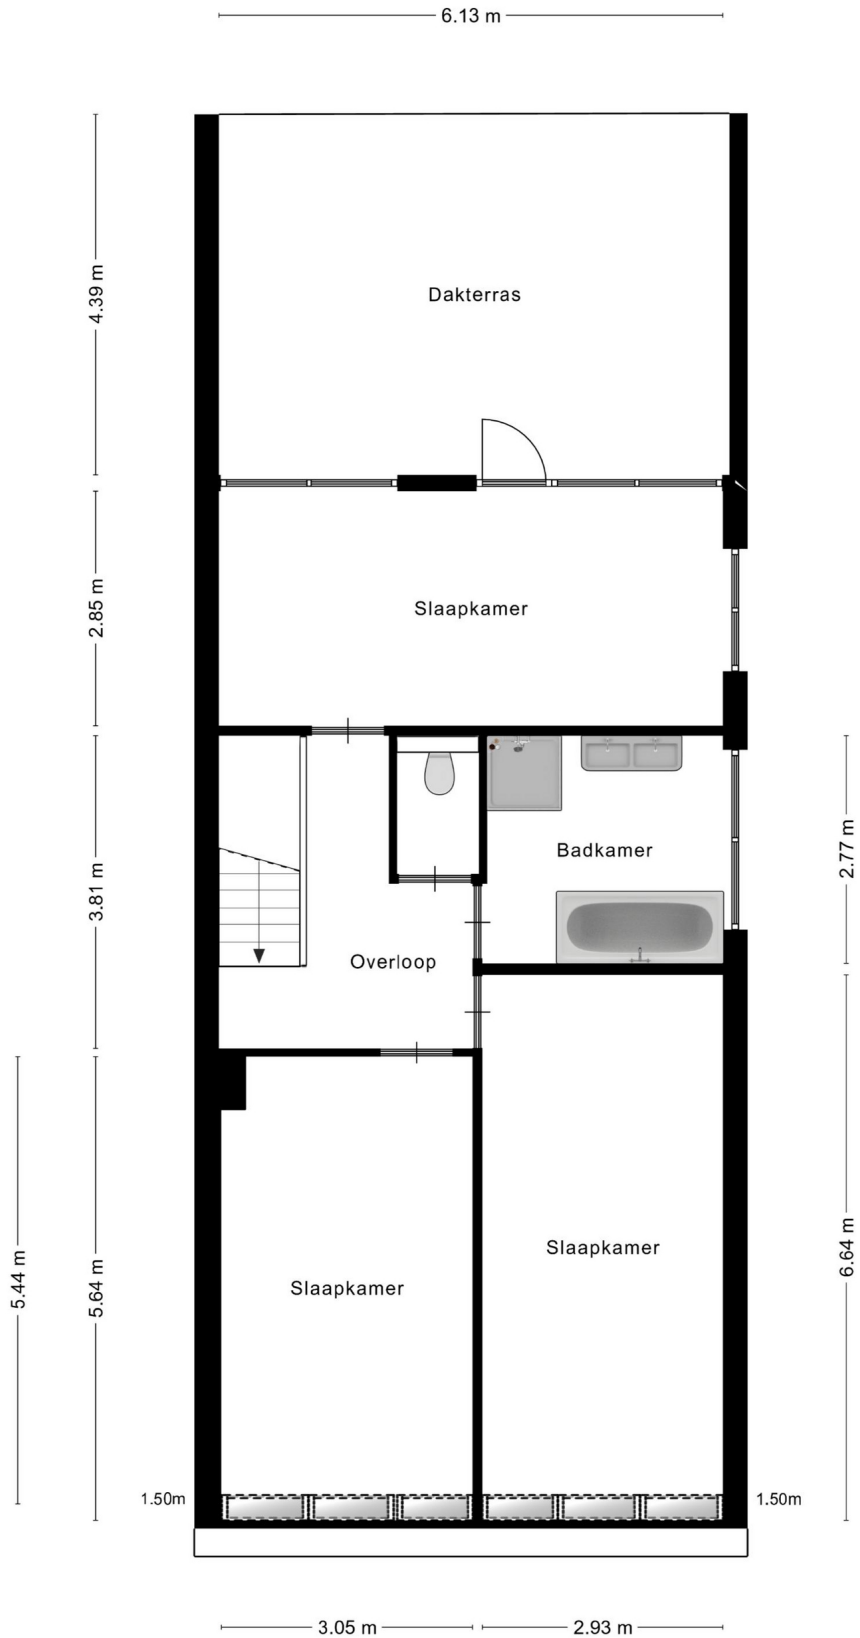 6.13 m
4.39 m
Dakterras
2.85 m
Slaapkamer
3.81 m
Badkamer
2.77 m
Overloop
5.44 m
5.64 m
Slaapkamer
Slaapkamer
6.64 m
1.50m
1.50m
3.05 m
2.93 m